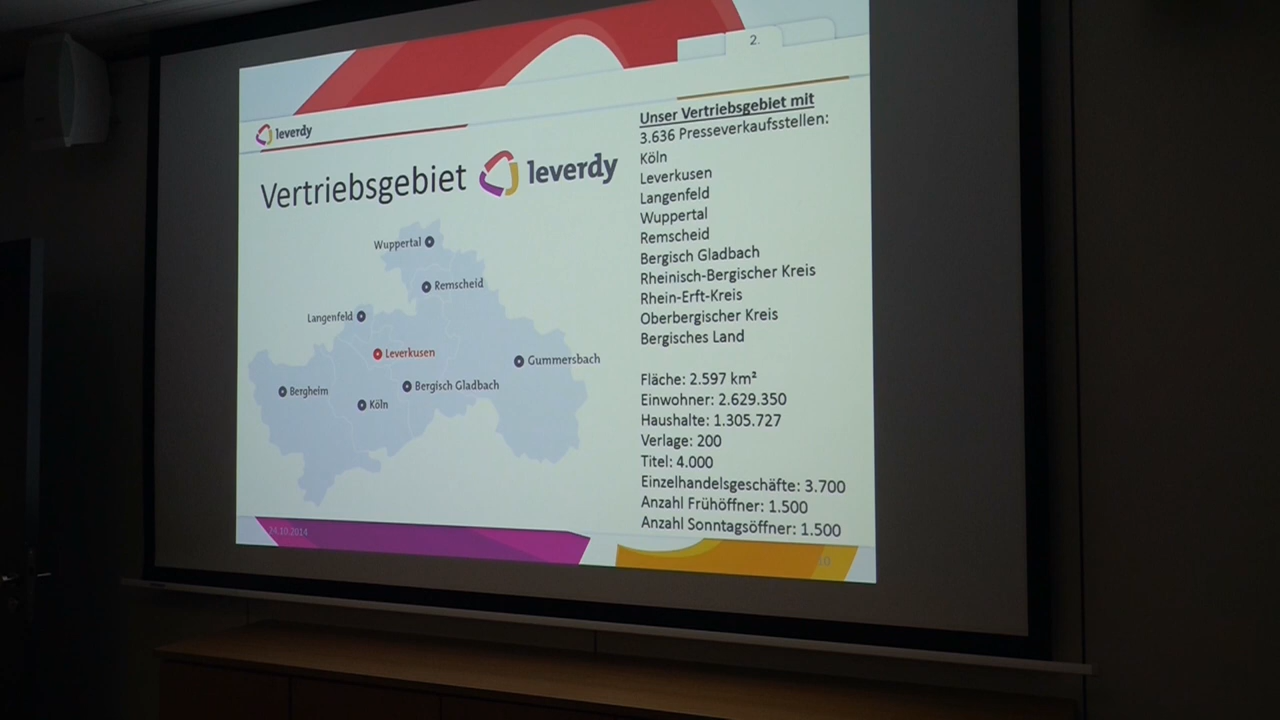 2.
leverdy
Vertriebsgebiet leverdy
Wuppertal
Remscheid
Langenfeld
Leverkusen
Gummersbach
Bergheim
Bergisch Gladbach
Köln
Unser Vertriebsgebiet mit
3.636 Presseverkaufsstellen:
Köln
Leverkusen
Langenfeld
Wuppertal
Remscheid
Bergisch Gladbach
Rheinisch-Bergischer Kreis
Rhein-Erft-Kreis
Oberbergischer Kreis
Bergisches Land
Fläche: 2.597 km²
Einwohner: 2.629.350
Haushalte: 1.305.727
Verlage: 200
Titel: 4.000
Einzelhandelsgeschäfte: 3.700
Anzahl Frühöffner: 1.500
Anzahl Sonntagsöffner: 1.500